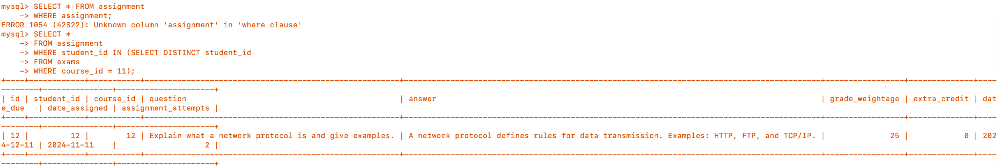 mysql> SELECT * FROM assignment
    -> WHERE assignment;
ERROR 1054 (42S22): Unknown column 'assignment' in 'where clause'
mysql> SELECT *
    -> FROM assignment
    -> WHERE student_id IN (SELECT DISTINCT student_id
    -> FROM exams
    -> WHERE course_id = 11);
+----+------------+-----------+-------------------------------------------------------+------------------------------------------------------------------------------------------+-----------------+--------------+----
--------+---------------+---------------------+
| id | student_id | course_id | question                                              | answer                                                                                   | grade_weightage | extra_credit | dat
e_due   | date_assigned | assignment_attempts |
+----+------------+-----------+-------------------------------------------------------+------------------------------------------------------------------------------------------+-----------------+--------------+----
--------+---------------+---------------------+
| 12 |         12 |        12 | Explain what a network protocol is and give examples. | A network protocol defines rules for data transmission. Examples: HTTP, FTP, and TCP/IP. |              25 |            0 | 202
4-12-11 | 2024-11-11    |                   2 |
+----+------------+-----------+-------------------------------------------------------+------------------------------------------------------------------------------------------+-----------------+--------------+----
--------+---------------+---------------------+